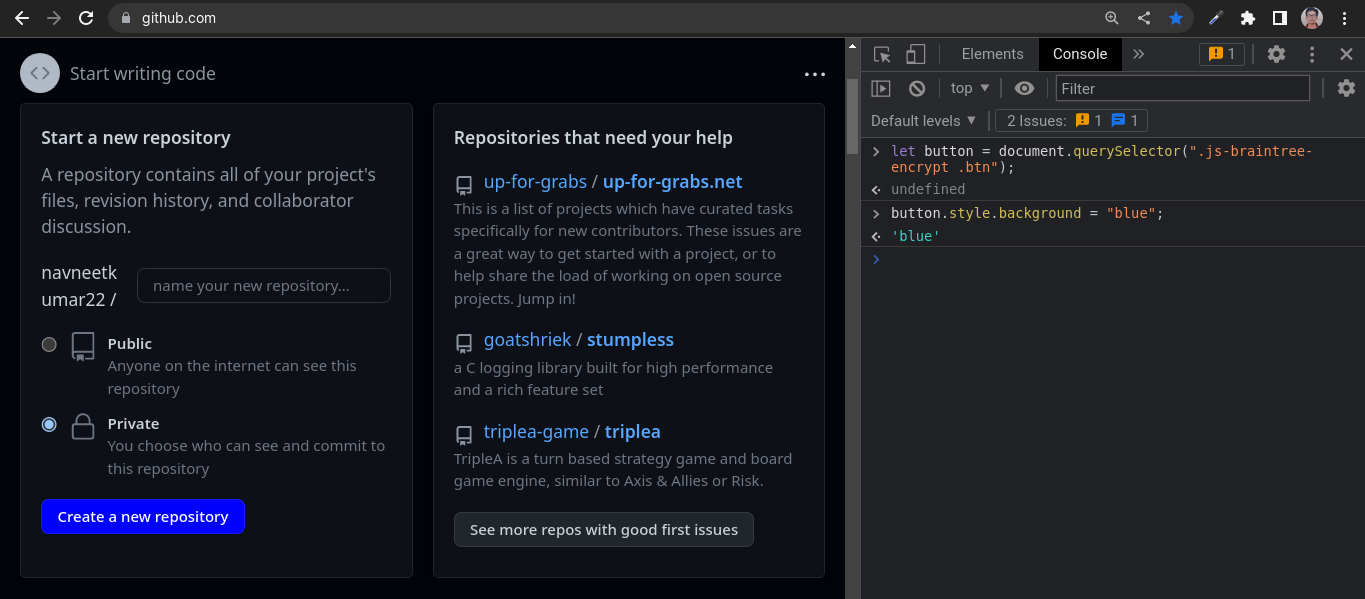 github.com
Start writing code
Start a new repository
A repository contains all of your project's
files, revision history, and collaborator
discussion.
navneetk
umar22 /
name your new repository...
Public
Anyone on the internet can see this
repository
Private
You choose who can see and commit to
this repository
Create a new repository
Repositories that need your help
up-for-grabs / up-for-grabs.net
This is a list of projects which have curated tasks
specifically for new contributors. These issues are
a great way to get started with a project, or to
help share the load of working on open source
projects. Jump in!
goatshriek / stumpless
a C logging library built for high performance
and a rich feature set
triplea-game / triplea
TripleA is a turn based strategy game and board
game engine, similar to Axis & Allies or Risk.
See more repos with good first issues
Elements Console 1
top Filter
Default levels 2 Issues: 1 1
let button = document.querySelector(".js-braintree-
encrypt .btn");
undefined
button.style.background = "blue";
'blue'